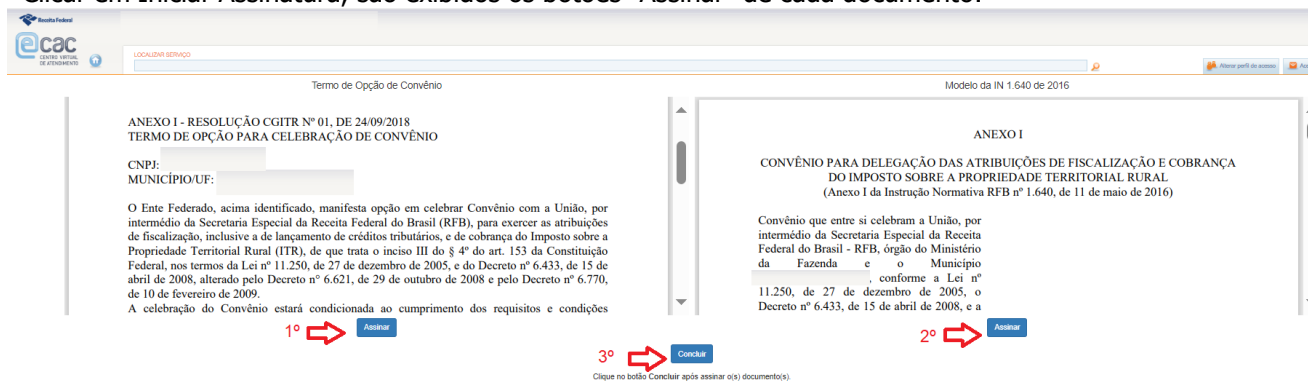 Clicar em Iniciar Assinatura, são exibidos os botões "Assinar" de cada documento:
Receita Federal
ecac
CENTRO VIRTUAL
DE ATENDIMENTO
LOCALIZAR SERVIÇO
Alterar perfil de acesso
Termo de Opção de Convênio
ANEXO I - RESOLUÇÃO CGITR Nº 01, DE 24/09/2018
TERMO DE OPÇÃO PARA CELEBRAÇÃO DE CONVÊNIO
CNPJ:
MUNICÍPIO/UF:
O Ente Federado, acima identificado, manifesta opção em celebrar Convênio com a União, por
intermédio da Secretaria Especial da Receita Federal do Brasil (RFB), para exercer as atribuições
de fiscalização, inclusive a de lançamento de créditos tributários, e de cobrança do Imposto sobre a
Propriedade Territorial Rural (ITR), de que trata o inciso III do § 4º do art. 153 da Constituição
Federal, nos termos da Lei nº 11.250, de 27 de dezembro de 2005, e do Decreto nº 6.433, de 15 de
abril de 2008, alterado pelo Decreto n° 6.621, de 29 de outubro de 2008 e pelo Decreto nº 6.770,
de 10 de fevereiro de 2009.
A celebração do Convênio estará condicionada ao cumprimento dos requisitos e condições
1º
Assinar
Modelo da IN 1.640 de 2016
ANEXO I
CONVÊNIO PARA DELEGAÇÃO DAS ATRIBUIÇÕES DE FISCALIZAÇÃO E COBRANÇA
DO IMPOSTO SOBRE A PROPRIEDADE TERRITORIAL RURAL
(Anexo I da Instrução Normativa RFB nº 1.640, de 11 de maio de 2016)
Convênio que entre si celebram a União, por
intermédio da Secretaria Especial da Receita
Federal do Brasil - RFB, órgão do Ministério
da Fazenda e o Município
, conforme a Lei nº
11.250, de 27 de dezembro de 2005, o
Decreto nº 6.433, de 15 de abril de 2008, e a
2º
Assinar
3º
Concluir
Clique no botão Concluir após assinar o(s) documento(s).